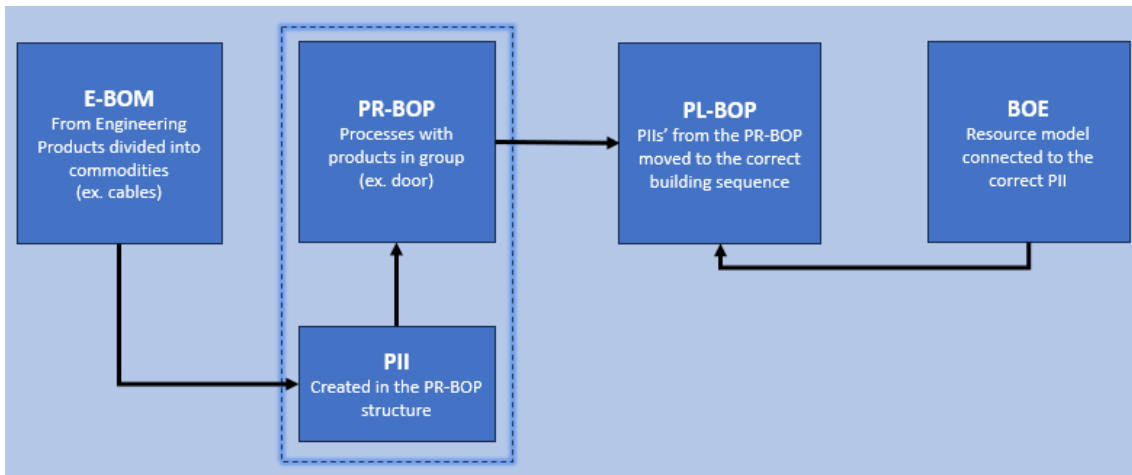 E-BOM
From Engineering
Products divided into
commodities
(ex. cables)
PR-BOP
Processes with
products in group
(ex. door)
PII
Created in the PR-BOP
structure
PL-BOP
PIIs’ from the PR-BOP
moved to the correct
building sequence
BOE
Resource model
connected to the
correct PII